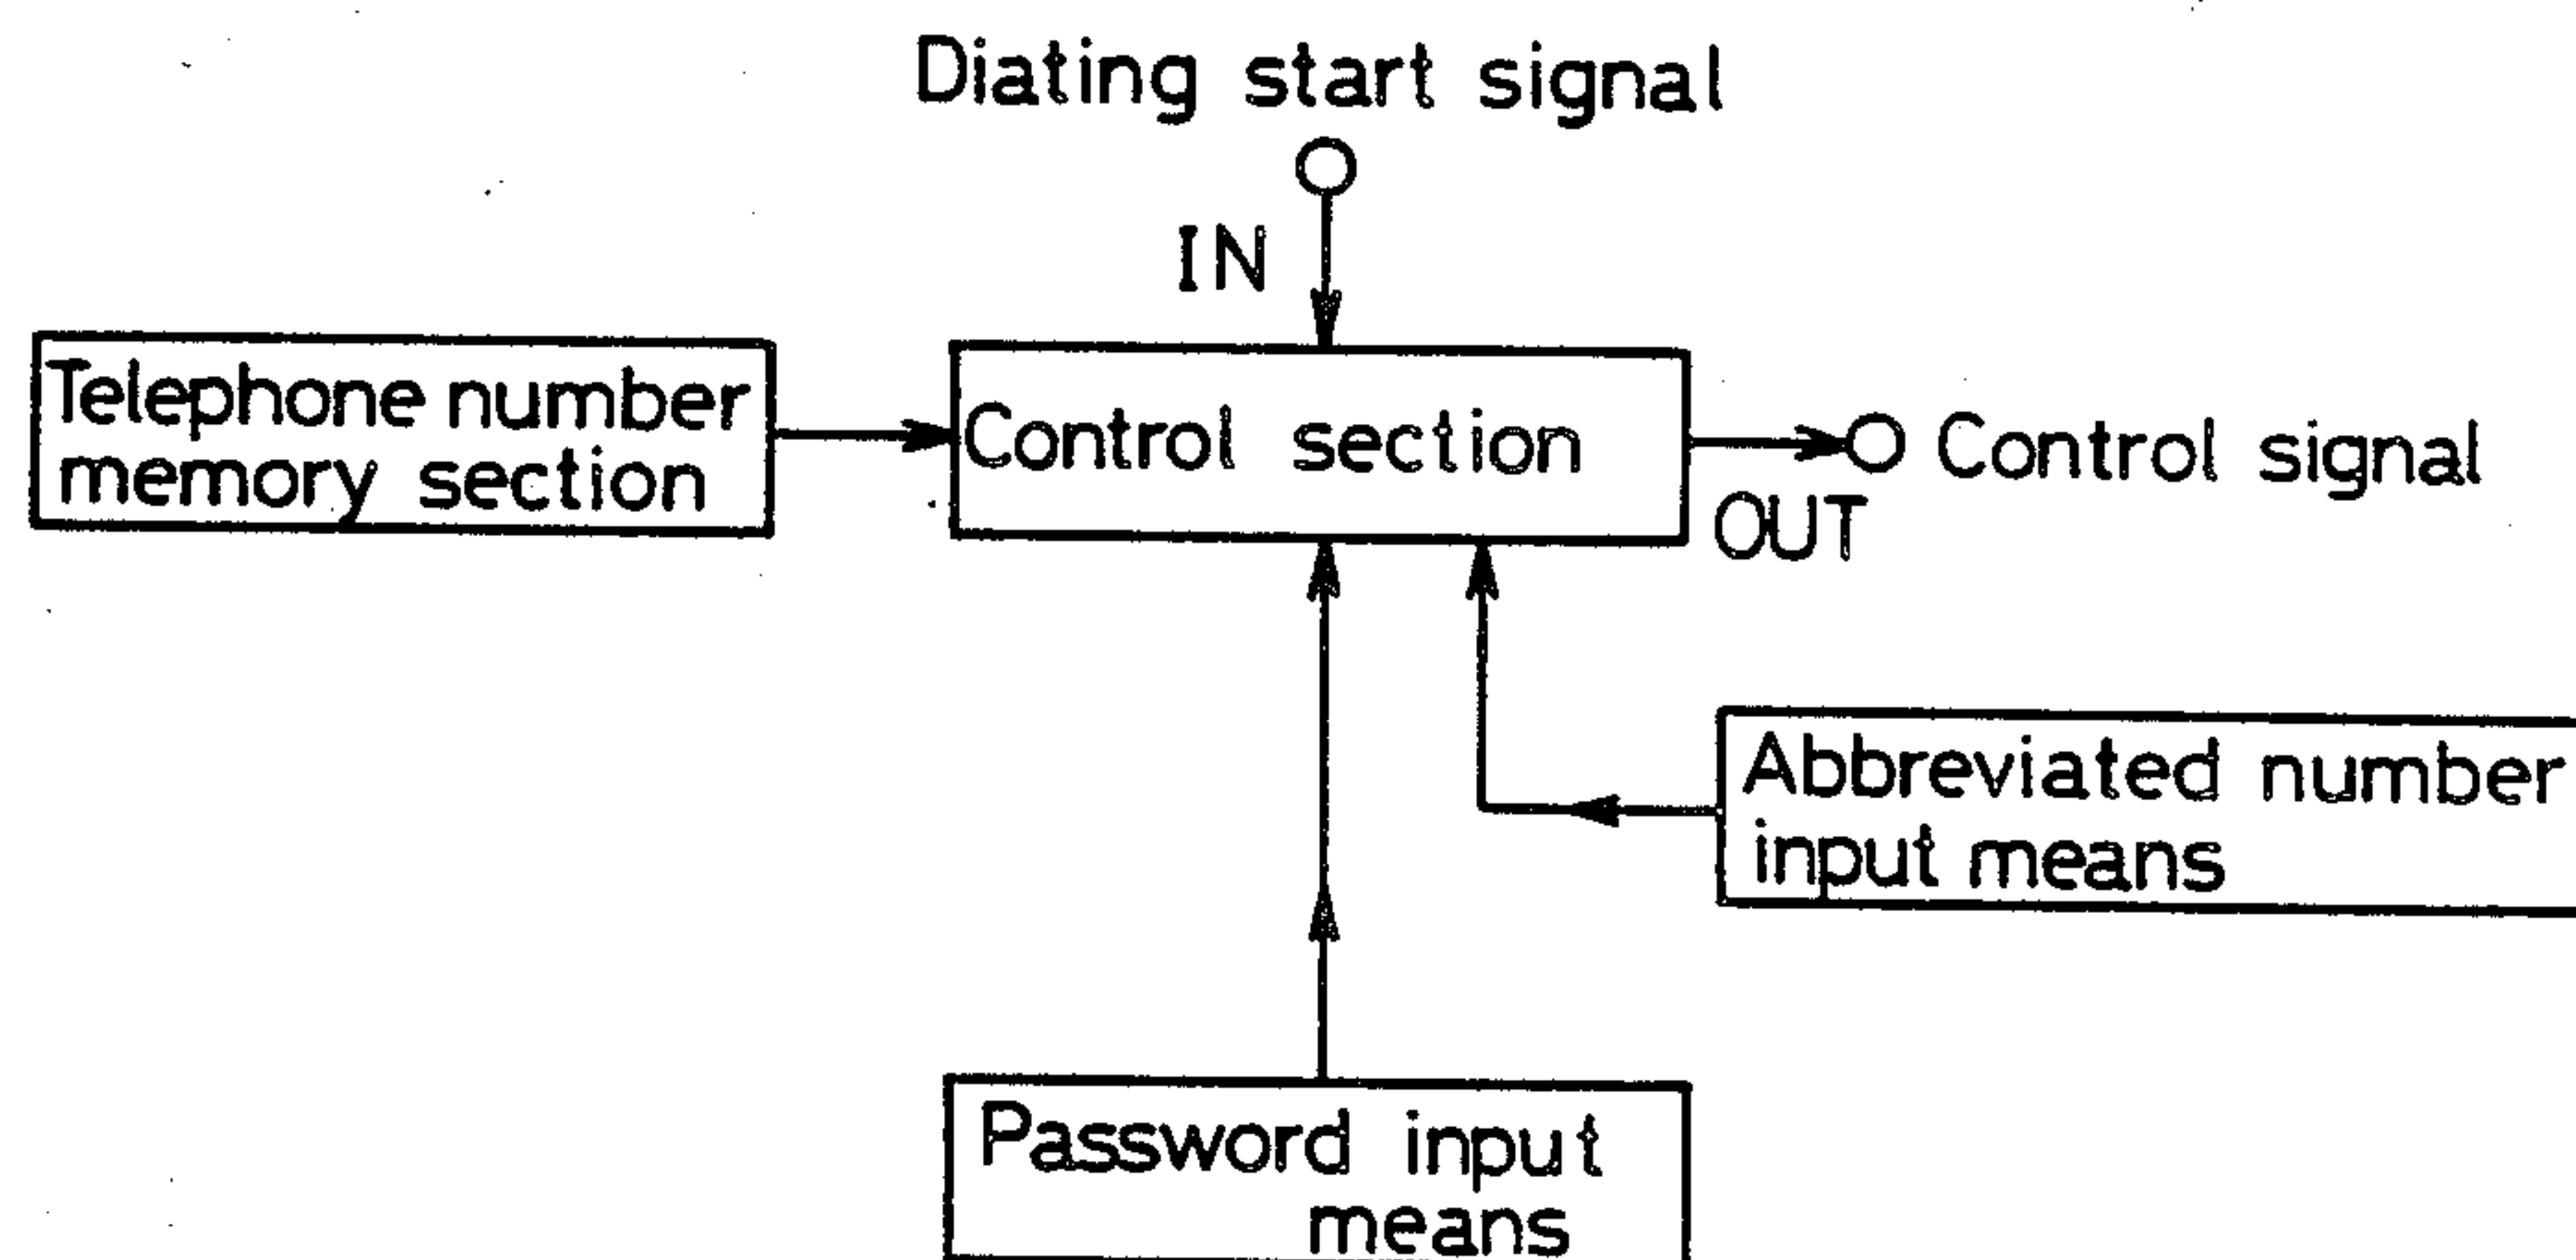 Diating start signal
IN
Telephone number
memory section
Control section
Control signal
OUT
Abbreviated number
input means
Password input
means